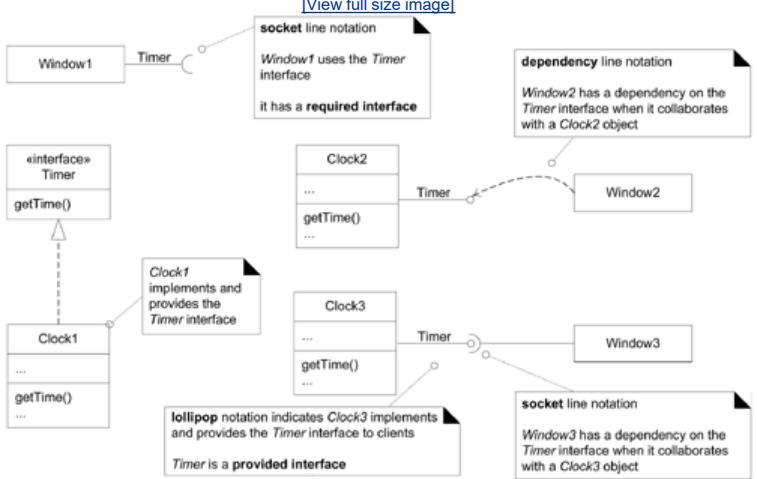 [View full size image]
Window1
Timer
socket line notation
Window1 uses the Timer
interface
it has a required interface
dependency line notation
Window2 has a dependency on the
Timer interface when it collaborates
with a Clock2 object
«interface»
Timer
getTime()
Clock2
...
getTime()
...
Timer
Window2
Clock1
implements and
provides the
Timer interface
Clock1
...
getTime()
...
Clock3
...
getTime()
...
Timer
Window3
lollipop notation indicates Clock3 implements
and provides the Timer interface to clients
Timer is a provided interface
socket line notation
Window3 has a dependency on the
Timer interface when it collaborates
with a Clock3 object